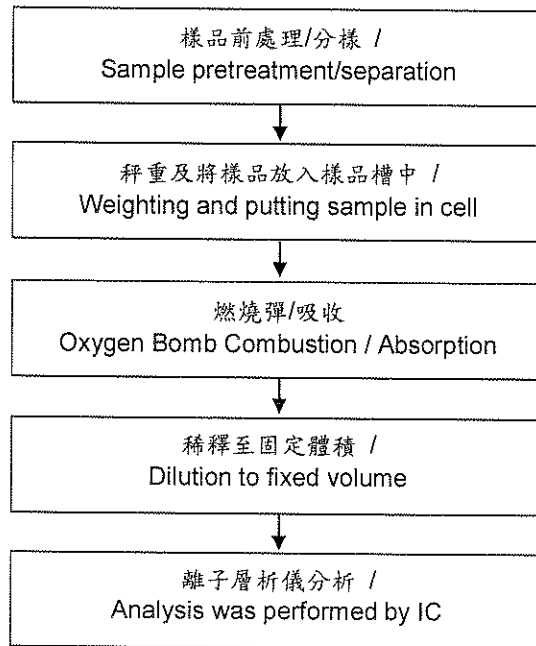 樣品前處理/分樣 /
Sample pretreatment/separation
秤重及將樣品放入樣品槽中 /
Weighting and putting sample in cell
燃燒彈/吸收
Oxygen Bomb Combustion / Absorption
稀釋至固定體積 /
Dilution to fixed volume
離子層析儀分析 /
Analysis was performed by IC